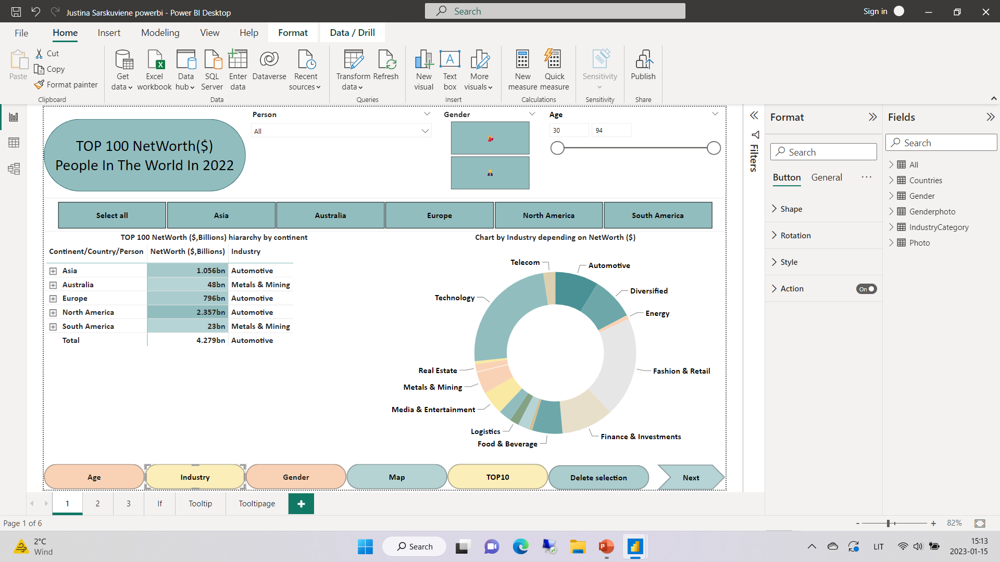 Justina Sarskuviene powerbi - Power BI Desktop
Search
Sign in
File
Home
Insert
Modeling
View
Help
Format
Data / Drill
Paste
Cut
Copy
Format painter
Clipboard
Get data
Excel workbook
Data hub
SQL Server
Enter data
Dataverse
Recent sources
Data
Transform data
Refresh
Queries
New visual
Text box
A
More visuals
Insert
New measure
Quick measure
Calculations
Sensitivity
Sensitivity
Publish
Share
TOP 100 NetWorth($)
People In The World In 2022
Person
All
Gender
Age
30
94
Select all
Asia
Australia
Europe
North America
South America
TOP 100 NetWorth ($,Billions) hiararchy by continent
Continent/Country/Person NetWorth ($,Billions) Industry
Asia 1.056bn Automotive
Australia 48bn Metals & Mining
Europe 796bn Automotive
North America 2.357bn Automotive
South America 23bn Metals & Mining
Total 4.279bn Automotive
Chart by Industry depending on NetWorth ($)
Telecom
Automotive
Diversified
Energy
Technology
Fashion & Retail
Real Estate
Metals & Mining
Media & Entertainment
Logistics
Food & Beverage
Finance & Investments
Age
Industry
Gender
Map
TOP10
Delete selection
Next
Filters
Format
Search
Button
General
Shape
Rotation
Style
Action
On
Fields
Search
All
Countries
Gender
Genderphoto
IndustryCategory
Photo
1
2
3
If
Tooltip
Tooltipage
Page 1 of 6
82%
2°C
Wind
Search
LIT
15:13
2023-01-15